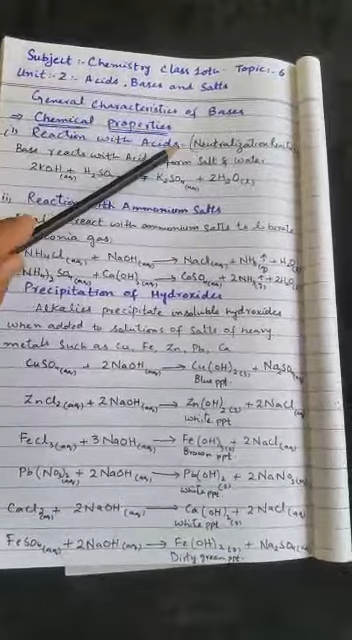 Subject :- Chemistry Class 10th Topic:- 6
Unit :- 2 :- Acids, Bases and Salts
General Characteristics of Bases
⇒ Chemical Properties
(i) Reaction with Acids:- (Neutralization
Base reacts with Acid form Salt & water
2KOH(aq) + H2SO4 K2SO4(aq) + 2H2O(l)
ii) Reaction with Ammonium Salts
react with ammonium salts to liberate
gas.
NH4Cl(aq) + NaOH(aq) → NaCl(aq) + NH3↑(g) + H2O
(NH4)2SO4(aq) + Ca(OH)2(aq) → CaSO4(aq) + 2NH3↑(g) + 2H2O
Precipitation of Hydroxides
Alkalies precipitate insoluble hydroxides
when added to solutions of salts of heavy
metals such as Cu, Fe, Zn, Pb, Ca
CuSO4(aq) + 2NaOH(aq) → Cu(OH)2(s) + Na2SO4
Blue ppt.
ZnCl2(aq) + 2NaOH(aq) → Zn(OH)2(s) + 2NaCl(aq)
white ppt
FeCl3(aq) + 3NaOH(aq) → Fe(OH)3(s) + 2NaCl(aq)
Brown ppt
Pb(NO3)2(aq) + 2NaOH(aq) → Pb(OH)2(s) + 2NaNO3(aq)
white ppt
CaCl2(aq) + 2NaOH(aq) → Ca(OH)2(s) + 2NaCl(aq)
white ppt
FeSO4(aq) + 2NaOH(aq) → Fe(OH)2(s) + Na2SO4(aq)
Dirty green ppt.